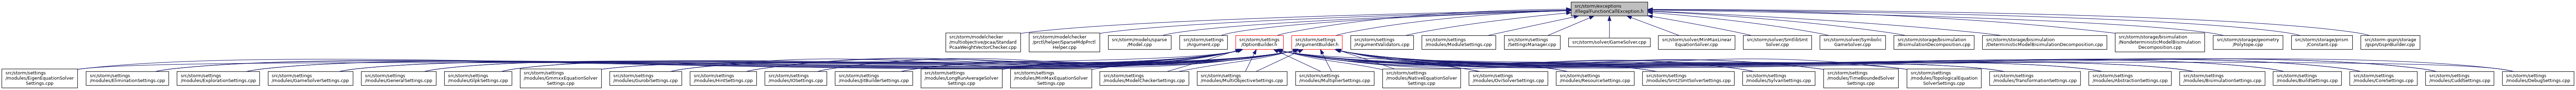 src/storm/exceptions
/IllegalFunctionCallException.h
src/storm/modelchecker
/multiobjective/pcaa/Standard
PcaaWeightVectorChecker.cpp
src/storm/modelchecker
/prctl/helper/SparseMdpPrctl
Helper.cpp
src/storm/models/sparse
/Model.cpp
src/storm/settings
/Argument.cpp
src/storm/settings
/OptionBuilder.h
src/storm/settings
/ArgumentBuilder.h
src/storm/settings
/ArgumentValidators.cpp
src/storm/settings
/modules/ModuleSettings.cpp
src/storm/settings
/SettingsManager.cpp
src/storm/solver/GameSolver.cpp
src/storm/solver/MinMaxLinear
EquationSolver.cpp
src/storm/solver/SmtlibSmt
Solver.cpp
src/storm/solver/Symbolic
GameSolver.cpp
src/storm/storage/bisimulation
/BisimulationDecomposition.cpp
src/storm/storage/bisimulation
/DeterministicModelBisimulationDecomposition.cpp
src/storm/storage/bisimulation
/NondeterministicModelBisimulation
Decomposition.cpp
src/storm/storage/geometry
/Polytope.cpp
src/storm/storage/prism
/Constant.cpp
src/storm-gspn/storage
/gspn/GspnBuilder.cpp
src/storm/settings
/modules/EigenEquationSolver
Settings.cpp
src/storm/settings
/modules/EliminationSettings.cpp
src/storm/settings
/modules/ExplorationSettings.cpp
src/storm/settings
/modules/GameSolverSettings.cpp
src/storm/settings
/modules/GeneralSettings.cpp
src/storm/settings
/modules/GlpkSettings.cpp
src/storm/settings
/modules/GmmxxEquationSolver
Settings.cpp
src/storm/settings
/modules/GurobiSettings.cpp
src/storm/settings
/modules/HintSettings.cpp
src/storm/settings
/modules/IOSettings.cpp
src/storm/settings
/modules/JitBuilderSettings.cpp
src/storm/settings
/modules/LongRunAverageSolver
Settings.cpp
src/storm/settings
/modules/MinMaxEquationSolver
Settings.cpp
src/storm/settings
/modules/ModelCheckerSettings.cpp
src/storm/settings
/modules/MultiObjectiveSettings.cpp
src/storm/settings
/modules/MultiplierSettings.cpp
src/storm/settings
/modules/NativeEquationSolver
Settings.cpp
src/storm/settings
/modules/OviSolverSettings.cpp
src/storm/settings
/modules/ResourceSettings.cpp
src/storm/settings
/modules/Smt2SmtSolverSettings.cpp
src/storm/settings
/modules/SylvanSettings.cpp
src/storm/settings
/modules/TimeBoundedSolver
Settings.cpp
src/storm/settings
/modules/TopologicalEquation
SolverSettings.cpp
src/storm/settings
/modules/TransformationSettings.cpp
src/storm/settings
/modules/AbstractionSettings.cpp
src/storm/settings
/modules/BisimulationSettings.cpp
src/storm/settings
/modules/BuildSettings.cpp
src/storm/settings
/modules/CoreSettings.cpp
src/storm/settings
/modules/CuddSettings.cpp
src/storm/settings
/modules/DebugSettings.cpp